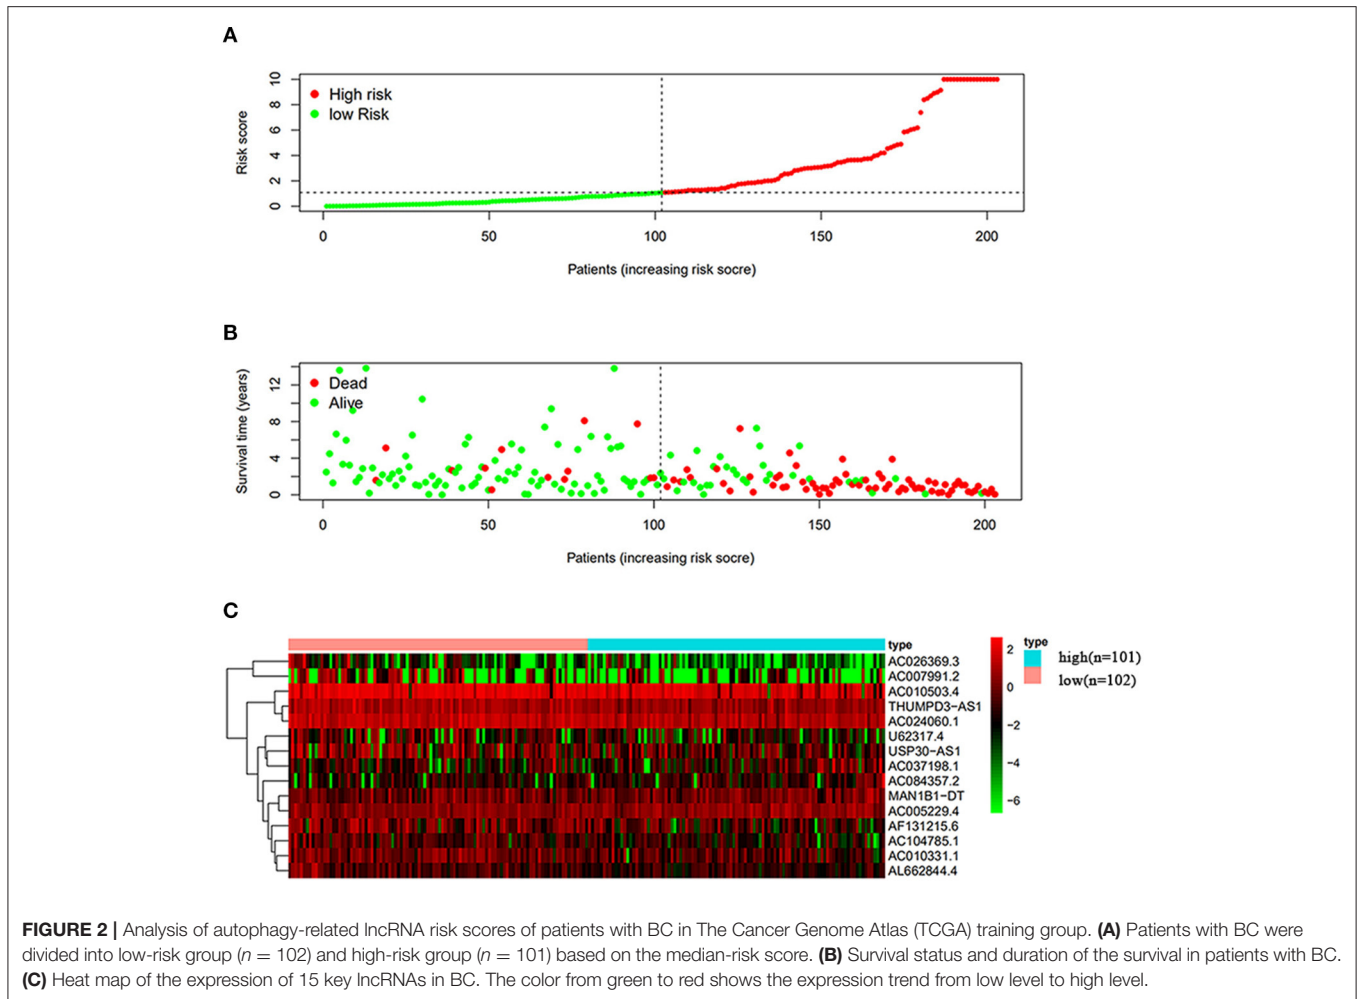 A
Risk score
10
8
6
4
2
0
High risk
low Risk
0 50 100 150 200
Patients (increasing risk socre)
B
Survival time (years)
12
8
4
0
Dead
Alive
0 50 100 150 200
Patients (increasing risk socre)
C
type
AC026369.3
AC007991.2
AC010503.4
THUMPD3−AS1
AC024060.1
U62317.4
USP30−AS1
AC037198.1
AC084357.2
MAN1B1−DT
AC005229.4
AF131215.6
AC104785.1
AC010331.1
AL662844.4
2
0
−2
−4
−6
type
high(n=101)
low(n=102)
FIGURE 2 | Analysis of autophagy-related lncRNA risk scores of patients with BC in The Cancer Genome Atlas (TCGA) training group. (A) Patients with BC were
divided into low-risk group (n = 102) and high-risk group (n = 101) based on the median-risk score. (B) Survival status and duration of the survival in patients with BC.
(C) Heat map of the expression of 15 key lncRNAs in BC. The color from green to red shows the expression trend from low level to high level.